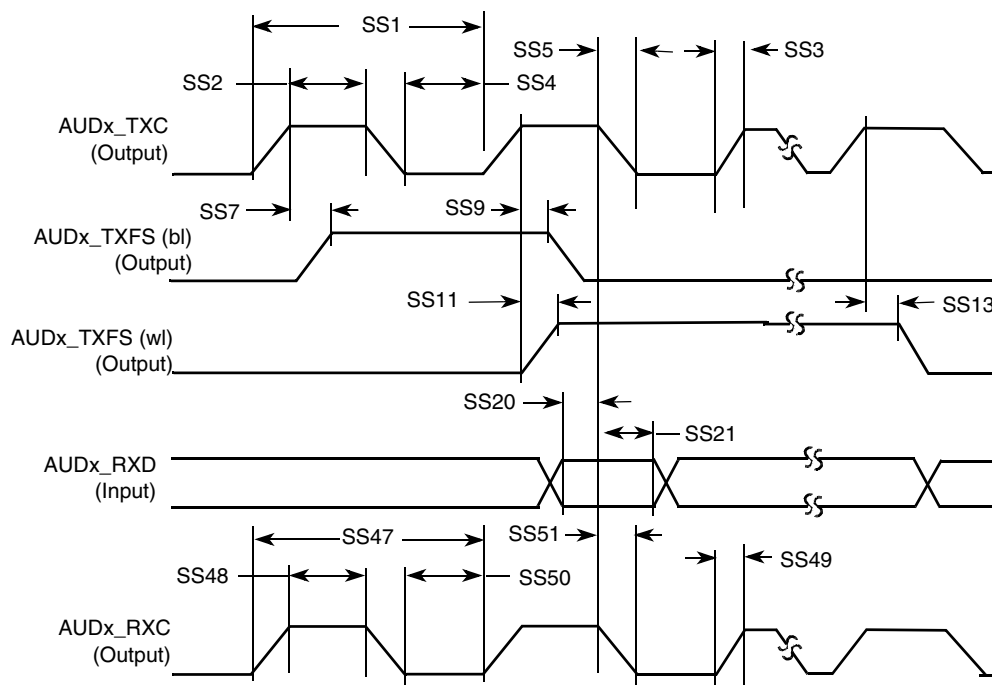 SS1
SS5
SS3
SS2
SS4
AUDx_TXC
(Output)
SS7
SS9
AUDx_TXFS (bl)
(Output)
SS11
SS13
AUDx_TXFS (wl)
(Output)
SS20
SS21
AUDx_RXD
(Input)
SS47
SS51
SS49
SS48
SS50
AUDx_RXC
(Output)